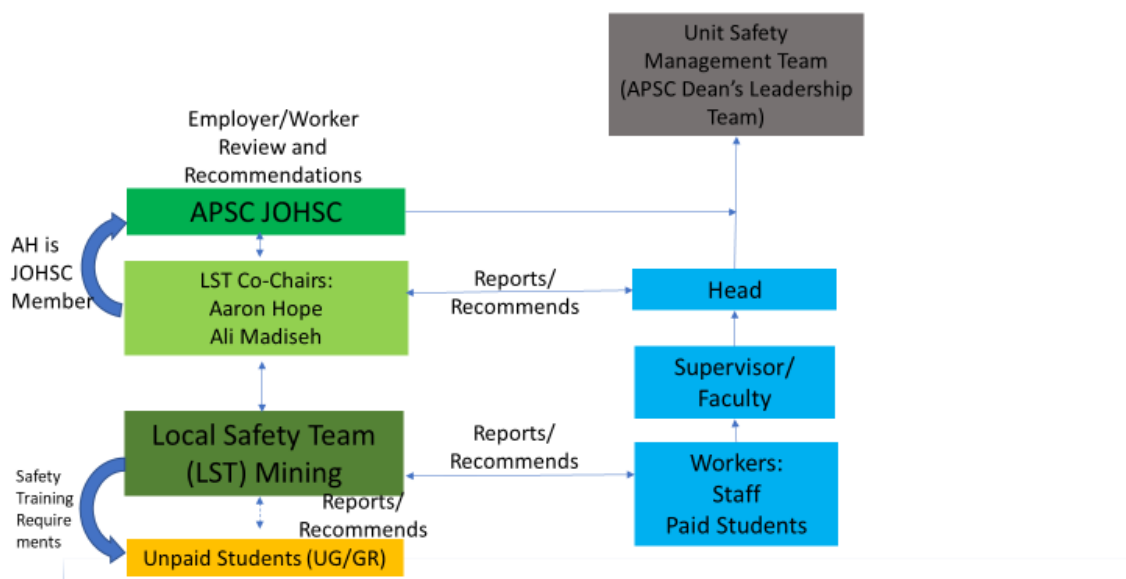 Unit Safety
Management Team
(APSC Dean's Leadership
Team)
Employer/Worker
Review and
Recommendations
APSC JOHSC
AH is
JOHSC
Member
LST Co-Chairs:
Aaron Hope
Ali Madiseh
Reports/
Recommends
Head
Supervisor/
Faculty
Local Safety Team
(LST) Mining
Reports/
Recommends
Workers:
Staff
Paid Students
Safety
Training
Require
ments
Reports/
Recommends
Unpaid Students (UG/GR)